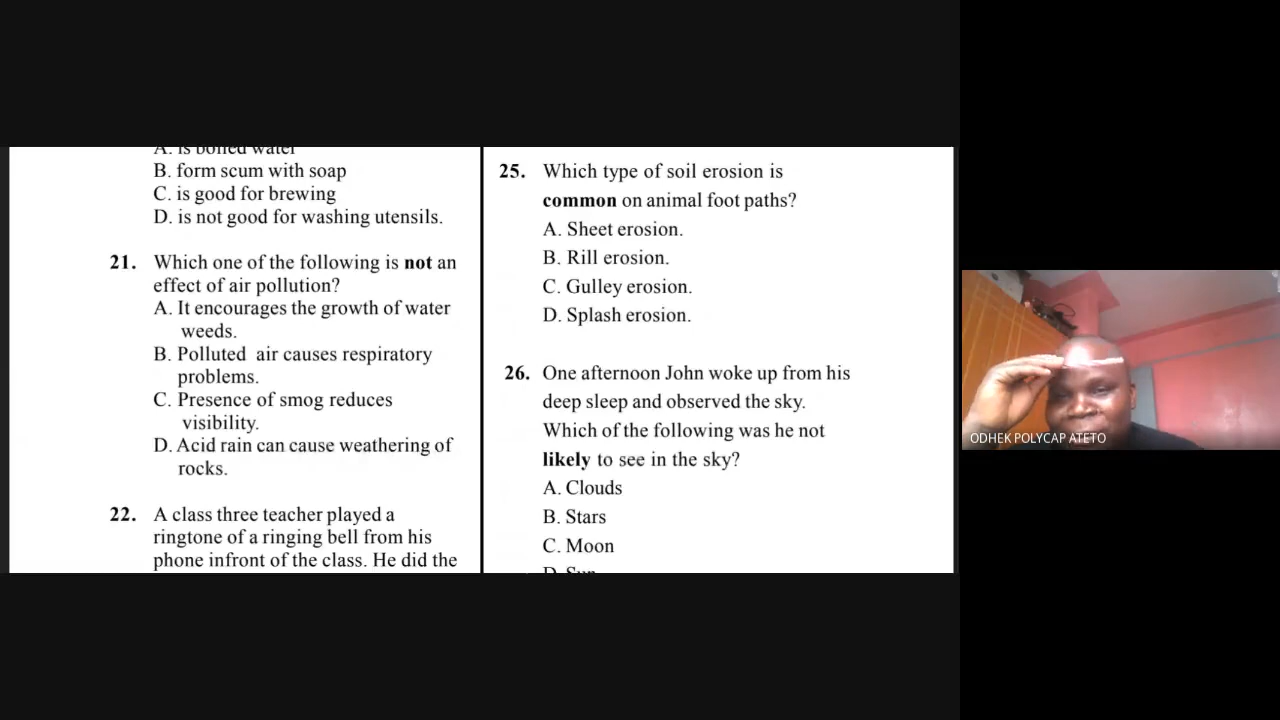 A. is boiled water
B. form scum with soap
C. is good for brewing
D. is not good for washing utensils.
21. Which one of the following is not an
effect of air pollution?
A. It encourages the growth of water
weeds.
B. Polluted air causes respiratory
problems.
C. Presence of smog reduces
visibility.
D. Acid rain can cause weathering of
rocks.
22. A class three teacher played a
ringtone of a ringing bell from his
phone infront of the class. He did the
25. Which type of soil erosion is
common on animal foot paths?
A. Sheet erosion.
B. Rill erosion.
C. Gulley erosion.
D. Splash erosion.
26. One afternoon John woke up from his
deep sleep and observed the sky.
Which of the following was he not
likely to see in the sky?
A. Clouds
B. Stars
C. Moon
D. Sun
ODHEK POLYCAP ATETO